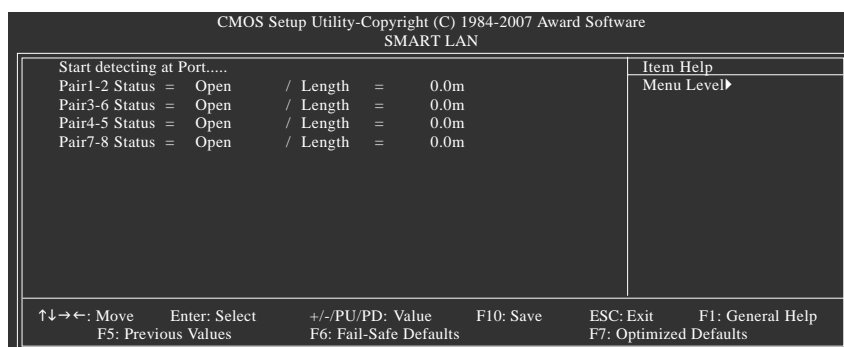 CMOS Setup Utility-Copyright (C) 1984-2007 Award Software
SMART LAN
Start detecting at Port.....
Pair1-2 Status = Open / Length = 0.0m
Pair3-6 Status = Open / Length = 0.0m
Pair4-5 Status = Open / Length = 0.0m
Pair7-8 Status = Open / Length = 0.0m
Item Help
Menu Level▶
↑↓→←: Move Enter: Select +/-/PU/PD: Value F10: Save ESC: Exit F1: General Help
F5: Previous Values F6: Fail-Safe Defaults F7: Optimized Defaults